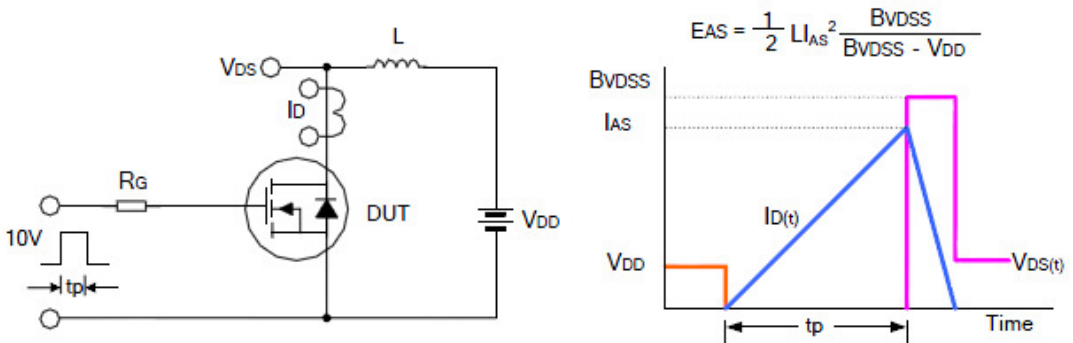 L
VDS
ID
RG
DUT
VDD
10V
tp
EAS = 1/2 LIAS² BVDSS / BVDSS - VDD
BVDSS
IAS
ID(t)
VDD
VDS(t)
tp
Time